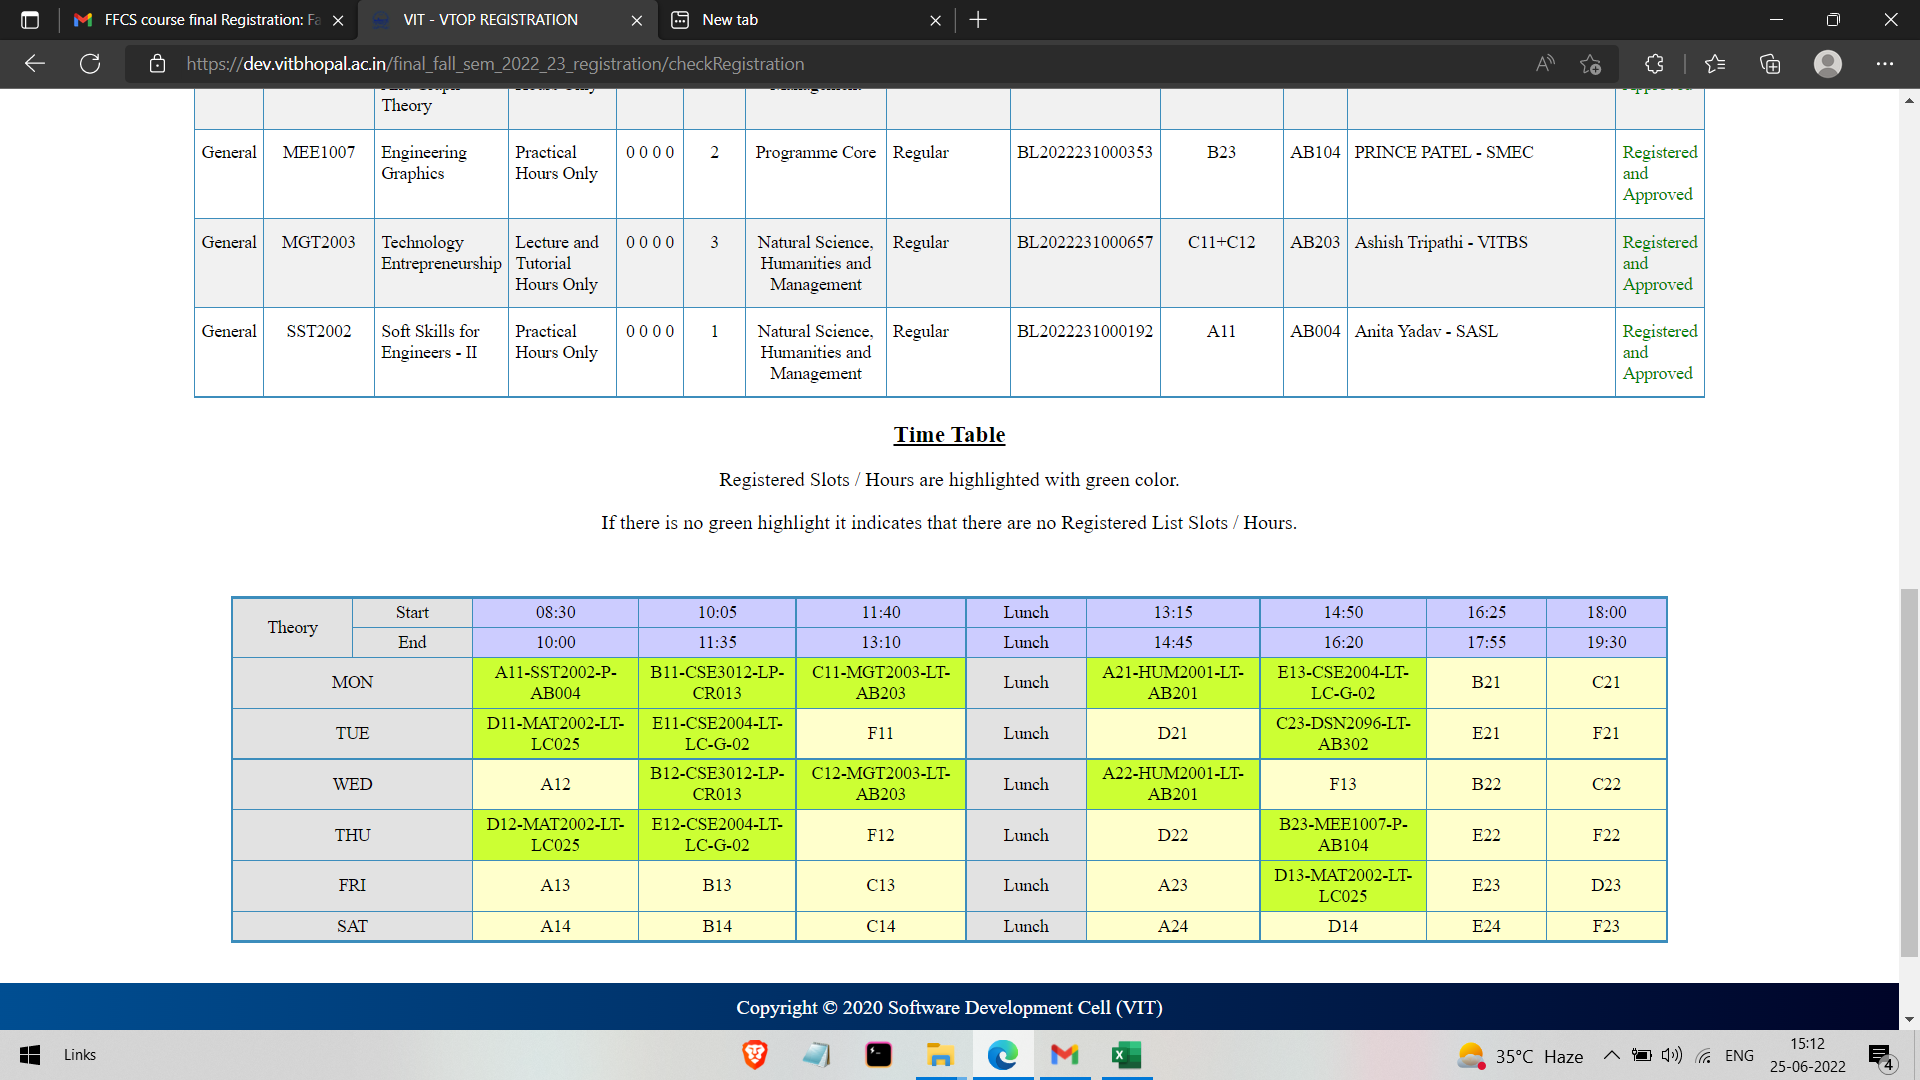 FFCS course final Registration: Fa
VIT - VTOP REGISTRATION
New tab
https://dev.vitbhopal.ac.in/final_fall_sem_2022_23_registration/checkRegistration
Theory
General MEE1007 Engineering Graphics Practical Hours Only 0 0 0 0 2 Programme Core Regular BL2022231000353 B23 AB104 PRINCE PATEL - SMEC Registered and Approved
General MGT2003 Technology Entrepreneurship Lecture and Tutorial Hours Only 0 0 0 0 3 Natural Science, Humanities and Management Regular BL2022231000657 C11+C12 AB203 Ashish Tripathi - VITBS Registered and Approved
General SST2002 Soft Skills for Engineers - II Practical Hours Only 0 0 0 0 1 Natural Science, Humanities and Management Regular BL2022231000192 A11 AB004 Anita Yadav - SASL Registered and Approved
Time Table
Registered Slots / Hours are highlighted with green color.
If there is no green highlight it indicates that there are no Registered List Slots / Hours.
Theory Start 08:30 10:05 11:40 Lunch 13:15 14:50 16:25 18:00
End 10:00 11:35 13:10 Lunch 14:45 16:20 17:55 19:30
MON A11-SST2002-P-AB004 B11-CSE3012-LP-CR013 C11-MGT2003-LT-AB203 Lunch A21-HUM2001-LT-AB201 E13-CSE2004-LT-LC-G-02 B21 C21
TUE D11-MAT2002-LT-LC025 E11-CSE2004-LT-LC-G-02 F11 Lunch D21 C23-DSN2096-LT-AB302 E21 F21
WED A12 B12-CSE3012-LP-CR013 C12-MGT2003-LT-AB203 Lunch A22-HUM2001-LT-AB201 F13 B22 C22
THU D12-MAT2002-LT-LC025 E12-CSE2004-LT-LC-G-02 F12 Lunch D22 B23-MEE1007-P-AB104 E22 F22
FRI A13 B13 C13 Lunch A23 D13-MAT2002-LT-LC025 E23 D23
SAT A14 B14 C14 Lunch A24 D14 E24 F23
Copyright © 2020 Software Development Cell (VIT)
Links
35°C Haze
ENG
15:12
25-06-2022
4